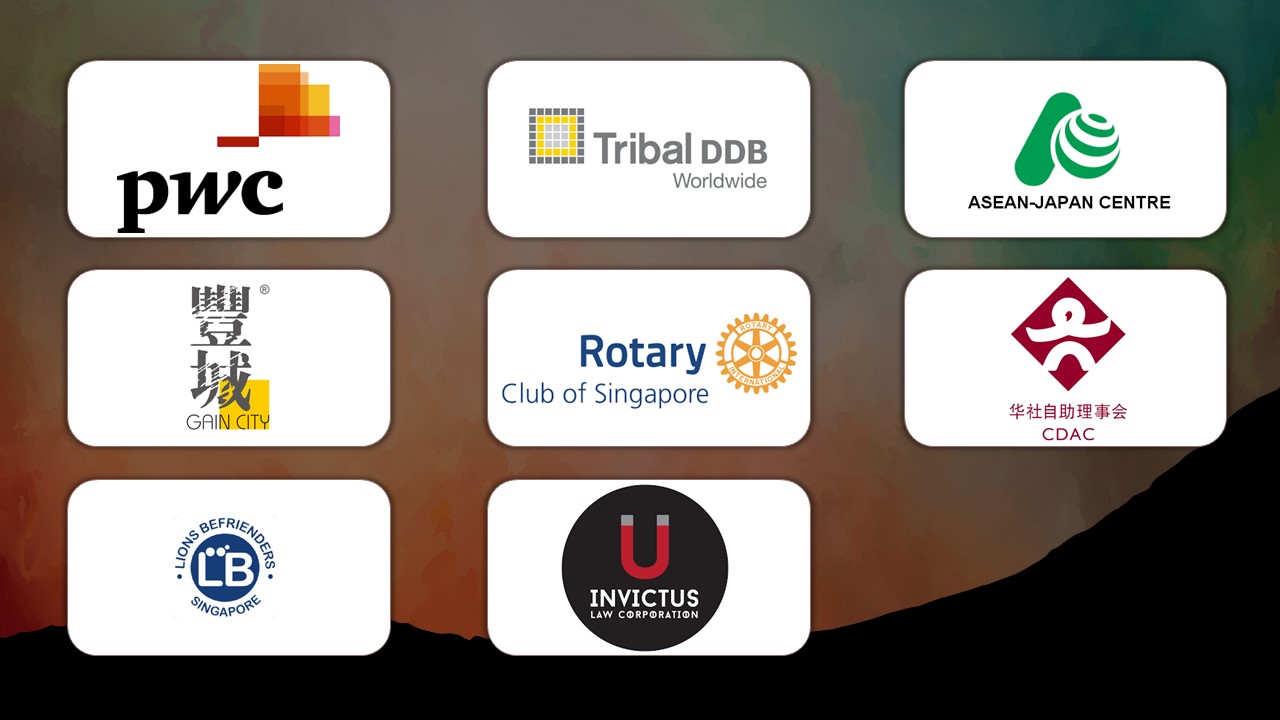 pwc
Tribal DDB
Worldwide
ASEAN-JAPAN CENTRE
豐城
®
GAIN CITY
Rotary
Club of Singapore
ROTARY
INTERNATIONAL
华社自助理事会
CDAC
LIONS BEFRIENDERS
LB
SINGAPORE
INVICTUS
LAW CORPORATION